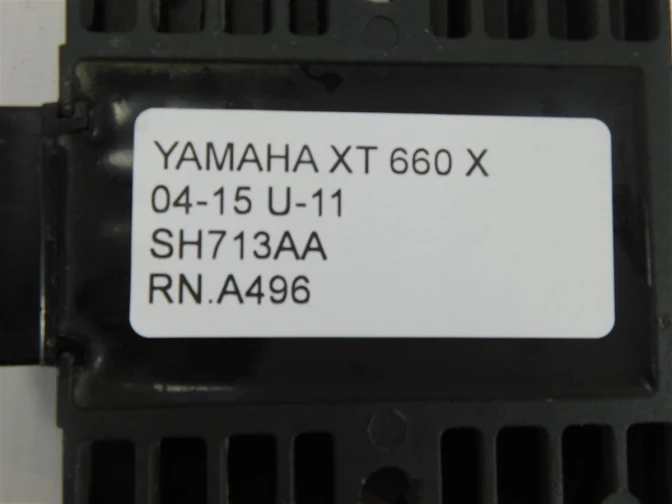 YAMAHA XT 660 X
04-15 U-11
SH713AA
RN.A496